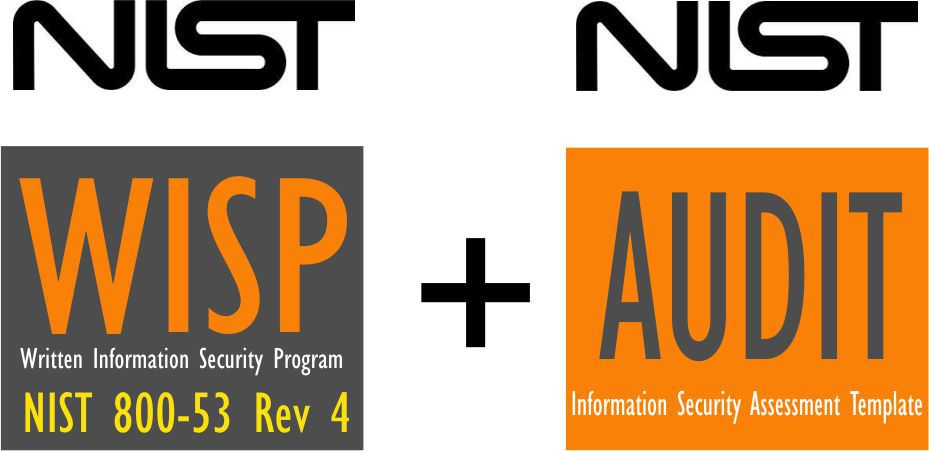 NIST
WISP
Written Information Security Program
NIST 800-53 Rev 4
+
NIST
AUDIT
Information Security Assessment Template